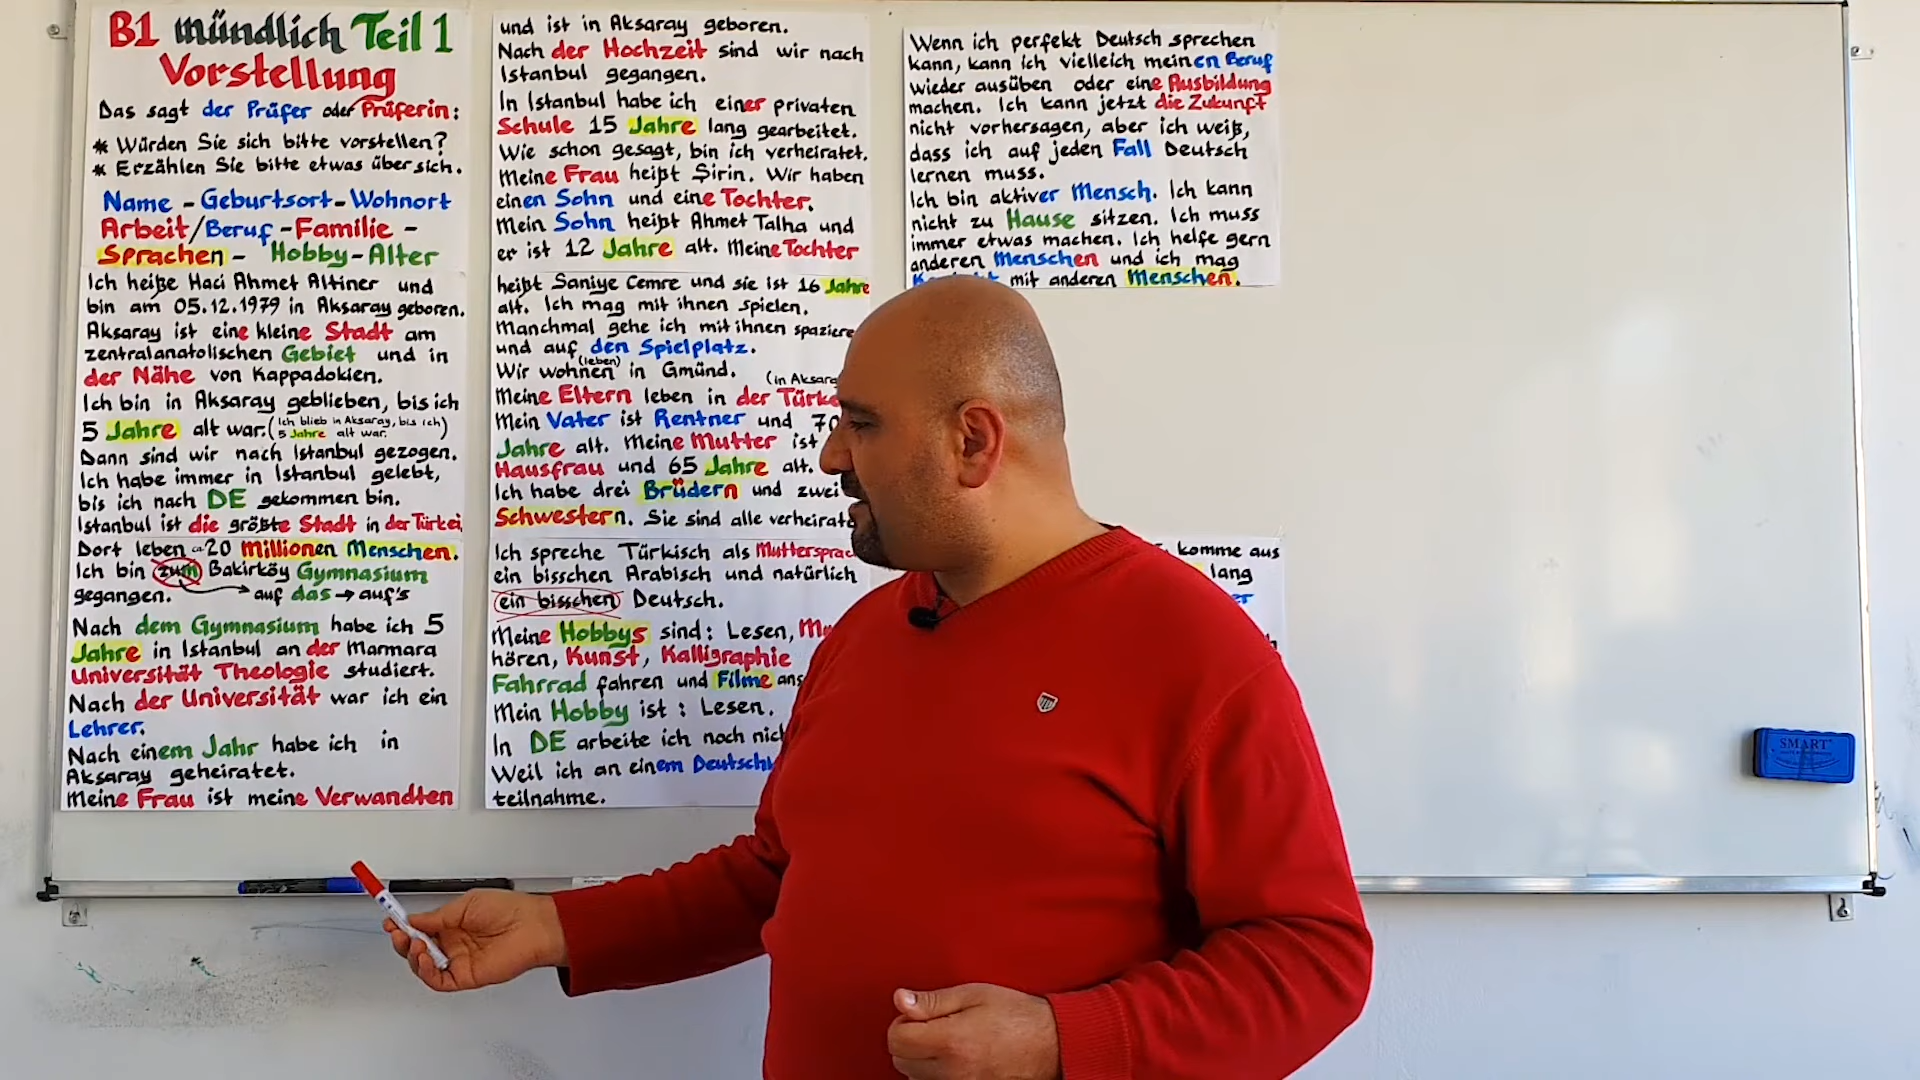 B1 mündlich Teil 1
Vorstellung
Das sagt der Prüfer oder Prüferin:
* Würden Sie sich bitte vorstellen?
* Erzählen Sie bitte etwas über sich.
Name - Geburtsort - Wohnort
Arbeit/Beruf - Familie -
Sprachen - Hobby - Alter
Ich heiße Haci Ahmet Altiner und
bin am 05.12.1979 in Aksaray geboren.
Aksaray ist eine kleine Stadt am
zentralanatolischen Gebiet und in
der Nähe von Kappadokien.
Ich bin in Aksaray geblieben, bis ich
5 Jahre alt war. (Ich blieb in Aksaray, bis ich)
5 Jahre alt war.
Dann sind wir nach Istanbul gezogen.
Ich habe immer in Istanbul gelebt,
bis ich nach DE gekommen bin.
Istanbul ist die größte Stadt in der Türkei.
Dort leben ca. 20 Millionen Menschen.
Ich bin zum Bakirköy Gymnasium
gegangen. auf das → auf's
Nach dem Gymnasium habe ich 5
Jahre in Istanbul an der Marmara
Universität Theologie studiert.
Nach der Universität war ich ein
Lehrer.
Nach einem Jahr habe ich in
Aksaray geheiratet.
Meine Frau ist meine Verwandten
und ist in Aksaray geboren.
Nach der Hochzeit sind wir nach
Istanbul gegangen.
In Istanbul habe ich einer privaten
Schule 15 Jahre lang gearbeitet.
Wie schon gesagt, bin ich verheiratet.
Meine Frau heißt Şirin. Wir haben
einen Sohn und eine Tochter.
Mein Sohn heißt Ahmet Talha und
er ist 12 Jahre alt. Meine Tochter
heißt Saniye Cemre und sie ist 16 Jahre
alt. Ich mag mit ihnen spielen.
Manchmal gehe ich mit ihnen spaziere
und auf den Spielplatz.
(leben)
Wir wohnen in Gmünd.
(in Aksara
Meine Eltern leben in der Türke
Mein Vater ist Rentner und 70
Jahre alt. Meine Mutter ist
Hausfrau und 65 Jahre alt.
Ich habe drei Brüdern und zwei
Schwestern. Sie sind alle verheirat
Ich spreche Türkisch als Mutterspra
ein bisschen Arabisch und natürlich
ein bisschen Deutsch.
Meine Hobbys sind: Lesen, Mu
hören, Kunst, Kalligraphie
Fahrrad fahren und Filme ans
Mein Hobby ist: Lesen.
In DE arbeite ich noch nich
Weil ich an einem Deutschk
teilnahme.
Wenn ich perfekt Deutsch sprechen
kann, kann ich vielleich meinen Beruf
wieder ausüben oder eine Ausbildung
machen. Ich kann jetzt die Zukunft
nicht vorhersagen, aber ich weiß,
dass ich auf jeden Fall Deutsch
lernen muss.
Ich bin aktiver Mensch. Ich kann
nicht zu Hause sitzen. Ich muss
immer etwas machen. Ich helfe gern
anderen Menschen und ich mag
mit anderen Menschen.
komme aus
lang
er
SMART